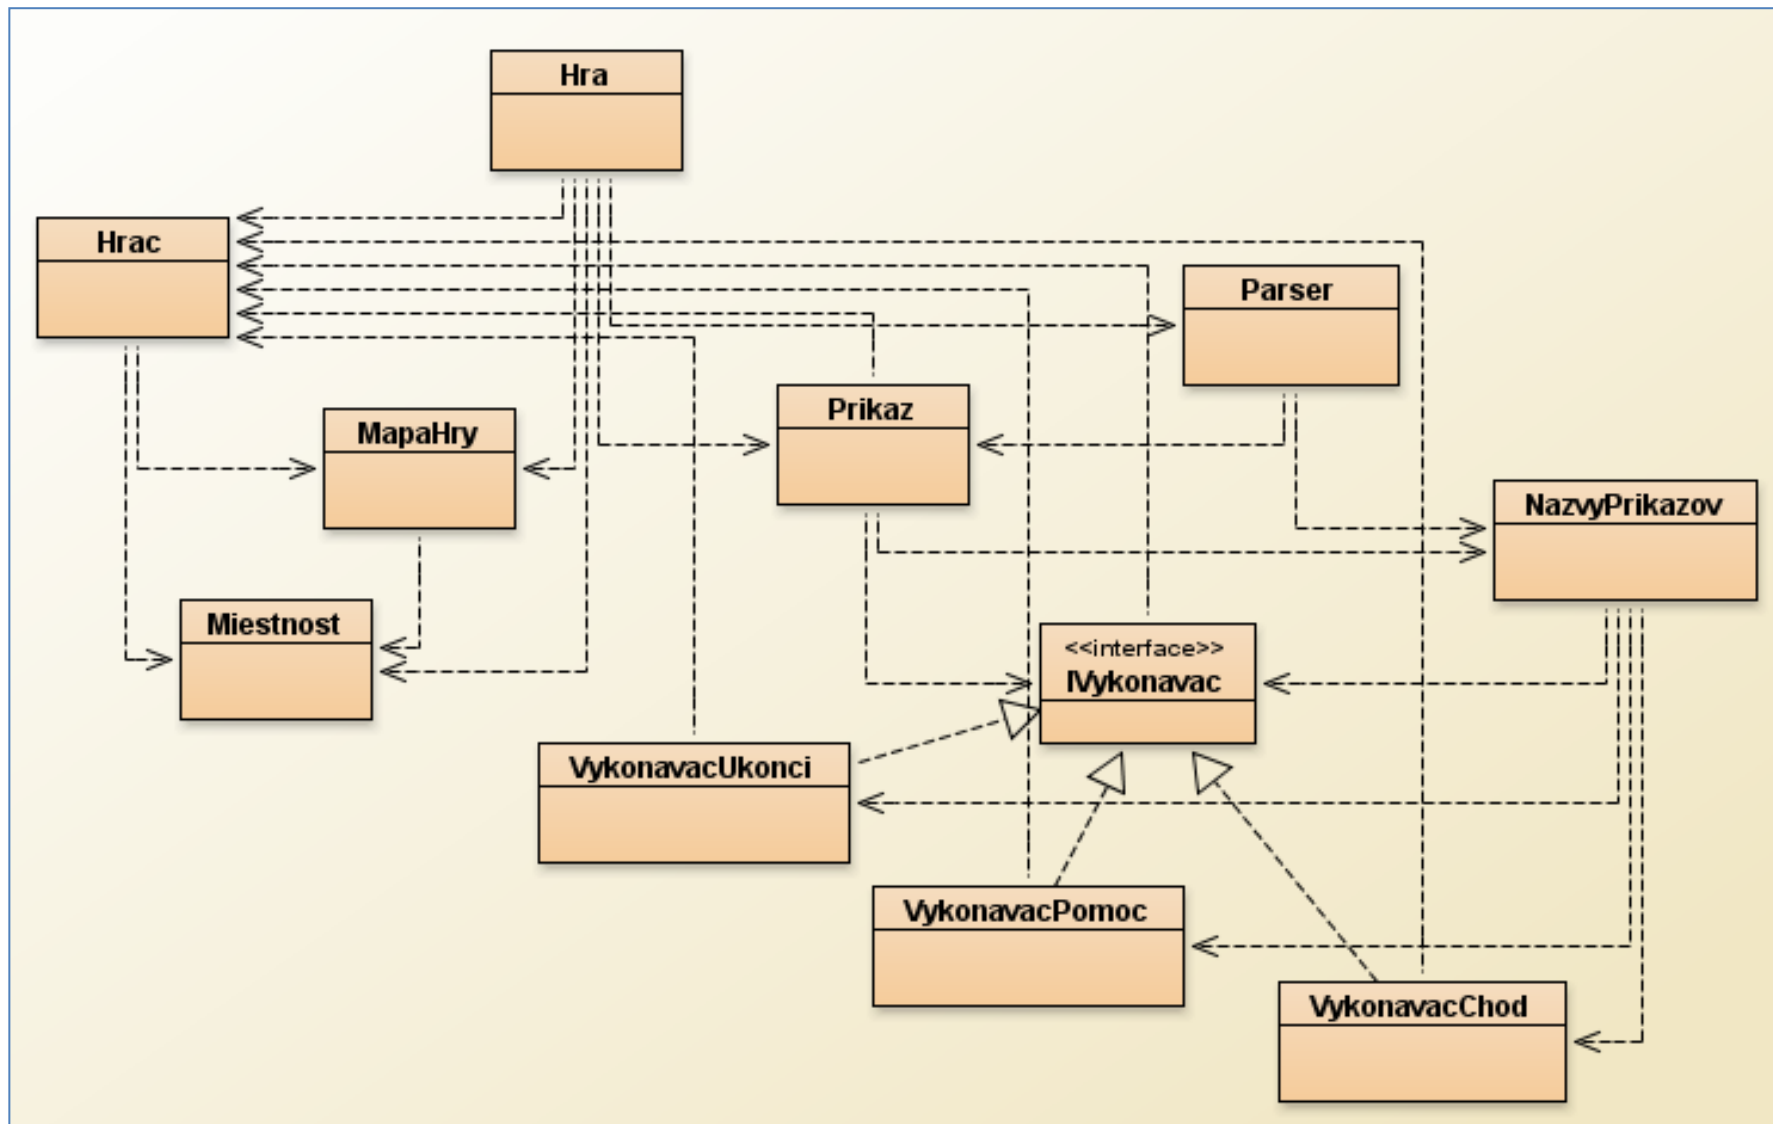 Hra
Hrac
Parser
Prikaz
MapaHry
NazvyPrikazov
Miestnost
<<interface>>
IVykonavac
VykonavacUkonci
VykonavacPomoc
VykonavacChod